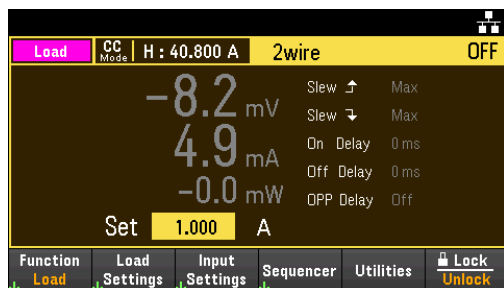 Load CC Mode H : 40.800 A 2wire OFF
-8.2 mV
4.9 mA
-0.0 mW
Slew Max
Slew Max
On Delay 0 ms
Off Delay 0 ms
OPP Delay Off
Set 1.000 A
Function Load
Load Settings
Input Settings
Sequencer
Utilities
Lock Unlock